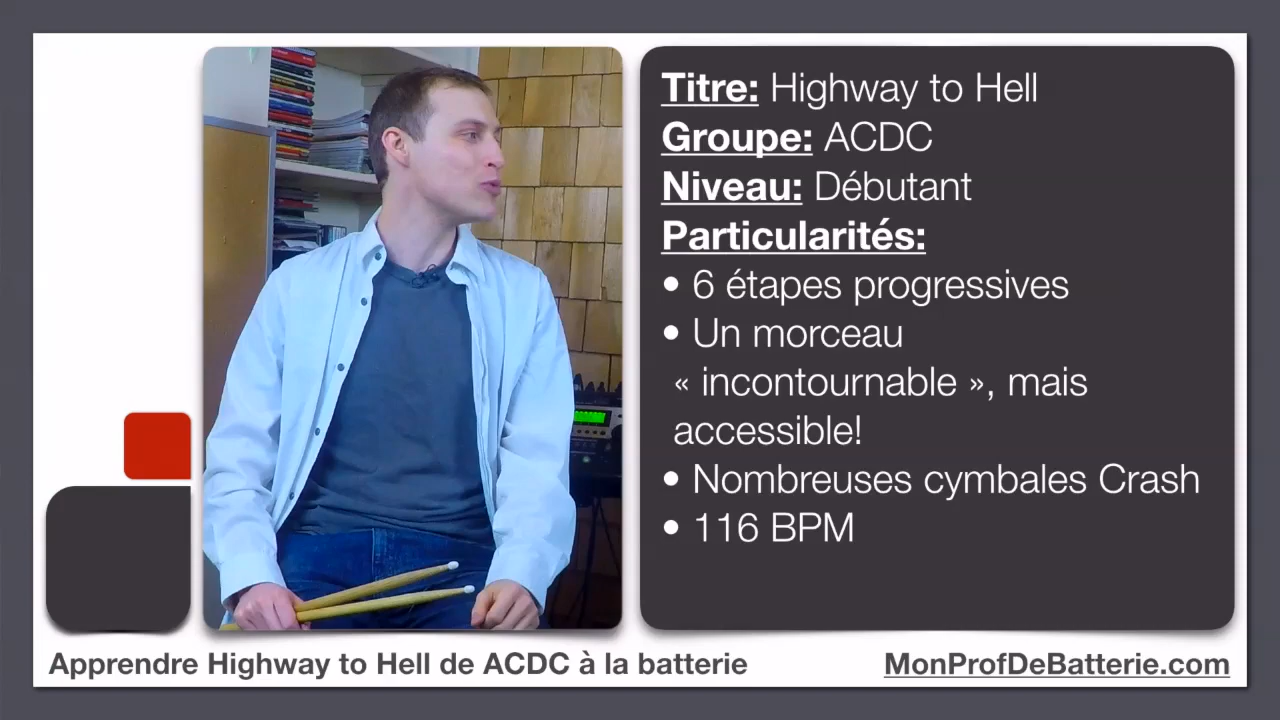 Titre: Highway to Hell
Groupe: ACDC
Niveau: Débutant
Particularités:
• 6 étapes progressives
• Un morceau
« incontournable », mais
accessible!
• Nombreuses cymbales Crash
• 116 BPM
Apprendre Highway to Hell de ACDC à la batterie
MonProfDeBatterie.com